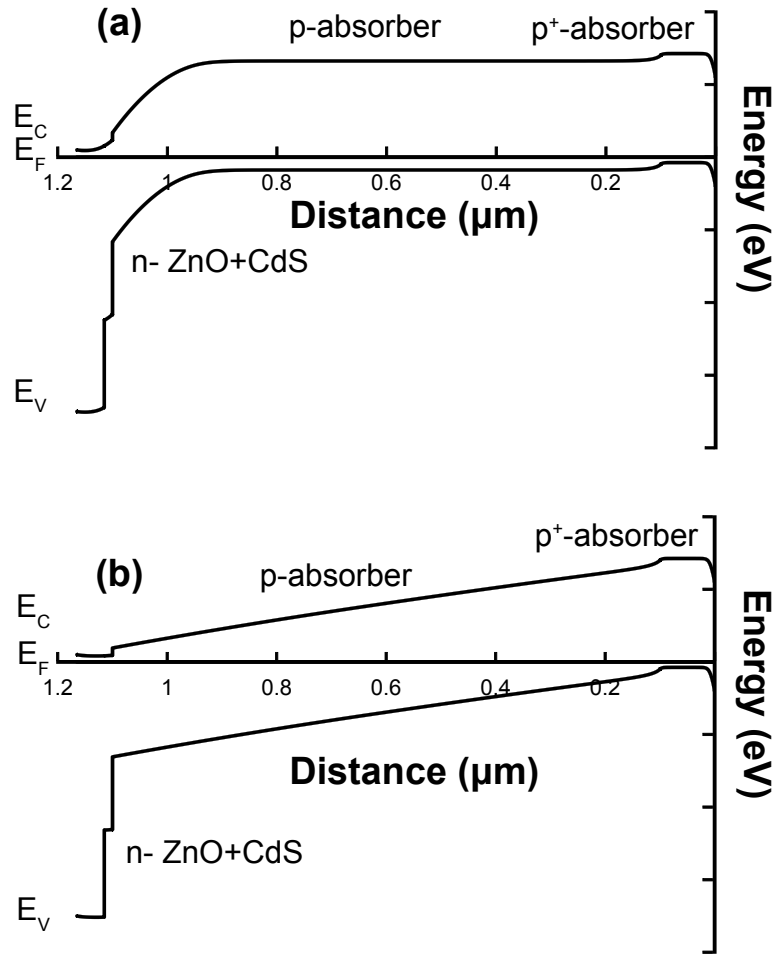 (a)
p-absorber
p⁺-absorber
E_C
E_F
1.2 1 0.8 0.6 0.4 0.2
Distance (µm)
Energy (eV)
n- ZnO+CdS
E_V
p⁺-absorber
(b)
p-absorber
E_C
E_F
1.2 1 0.8 0.6 0.4 0.2
Distance (µm)
Energy (eV)
n- ZnO+CdS
E_V